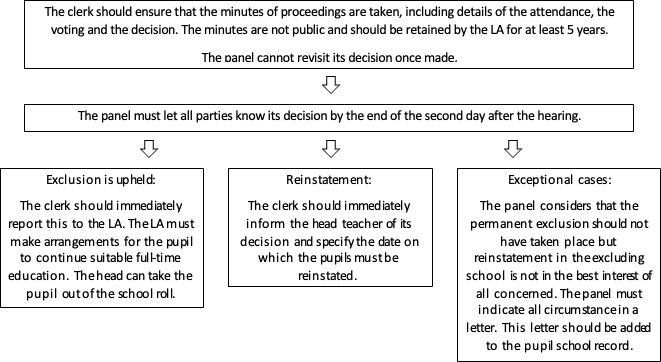 The clerk should ensure that the minutes of proceedings are taken, including details of the attendance, the
voting and the decision. The minutes are not public and should be retained by the LA for at least 5 years.
The panel cannot revisit its decision once made.
The panel must let all parties know its decision by the end of the second day after the hearing.
Exclusion is upheld:
The clerk should immediately
report this to the LA. The LA must
make arrangements for the pupil
to continue suitable full-time
education. The head can take the
pupil out of the school roll.
Reinstatement:
The clerk should immediately
inform the head teacher of its
decision and specify the date on
which the pupils must be
reinstated.
Exceptional cases:
The panel considers that the
permanent exclusion should not
have taken place but
reinstatement in the excluding
school is not in the best interest of
all concerned. The panel must
indicate all circumstance in a
letter. This letter should be added
to the pupil school record.